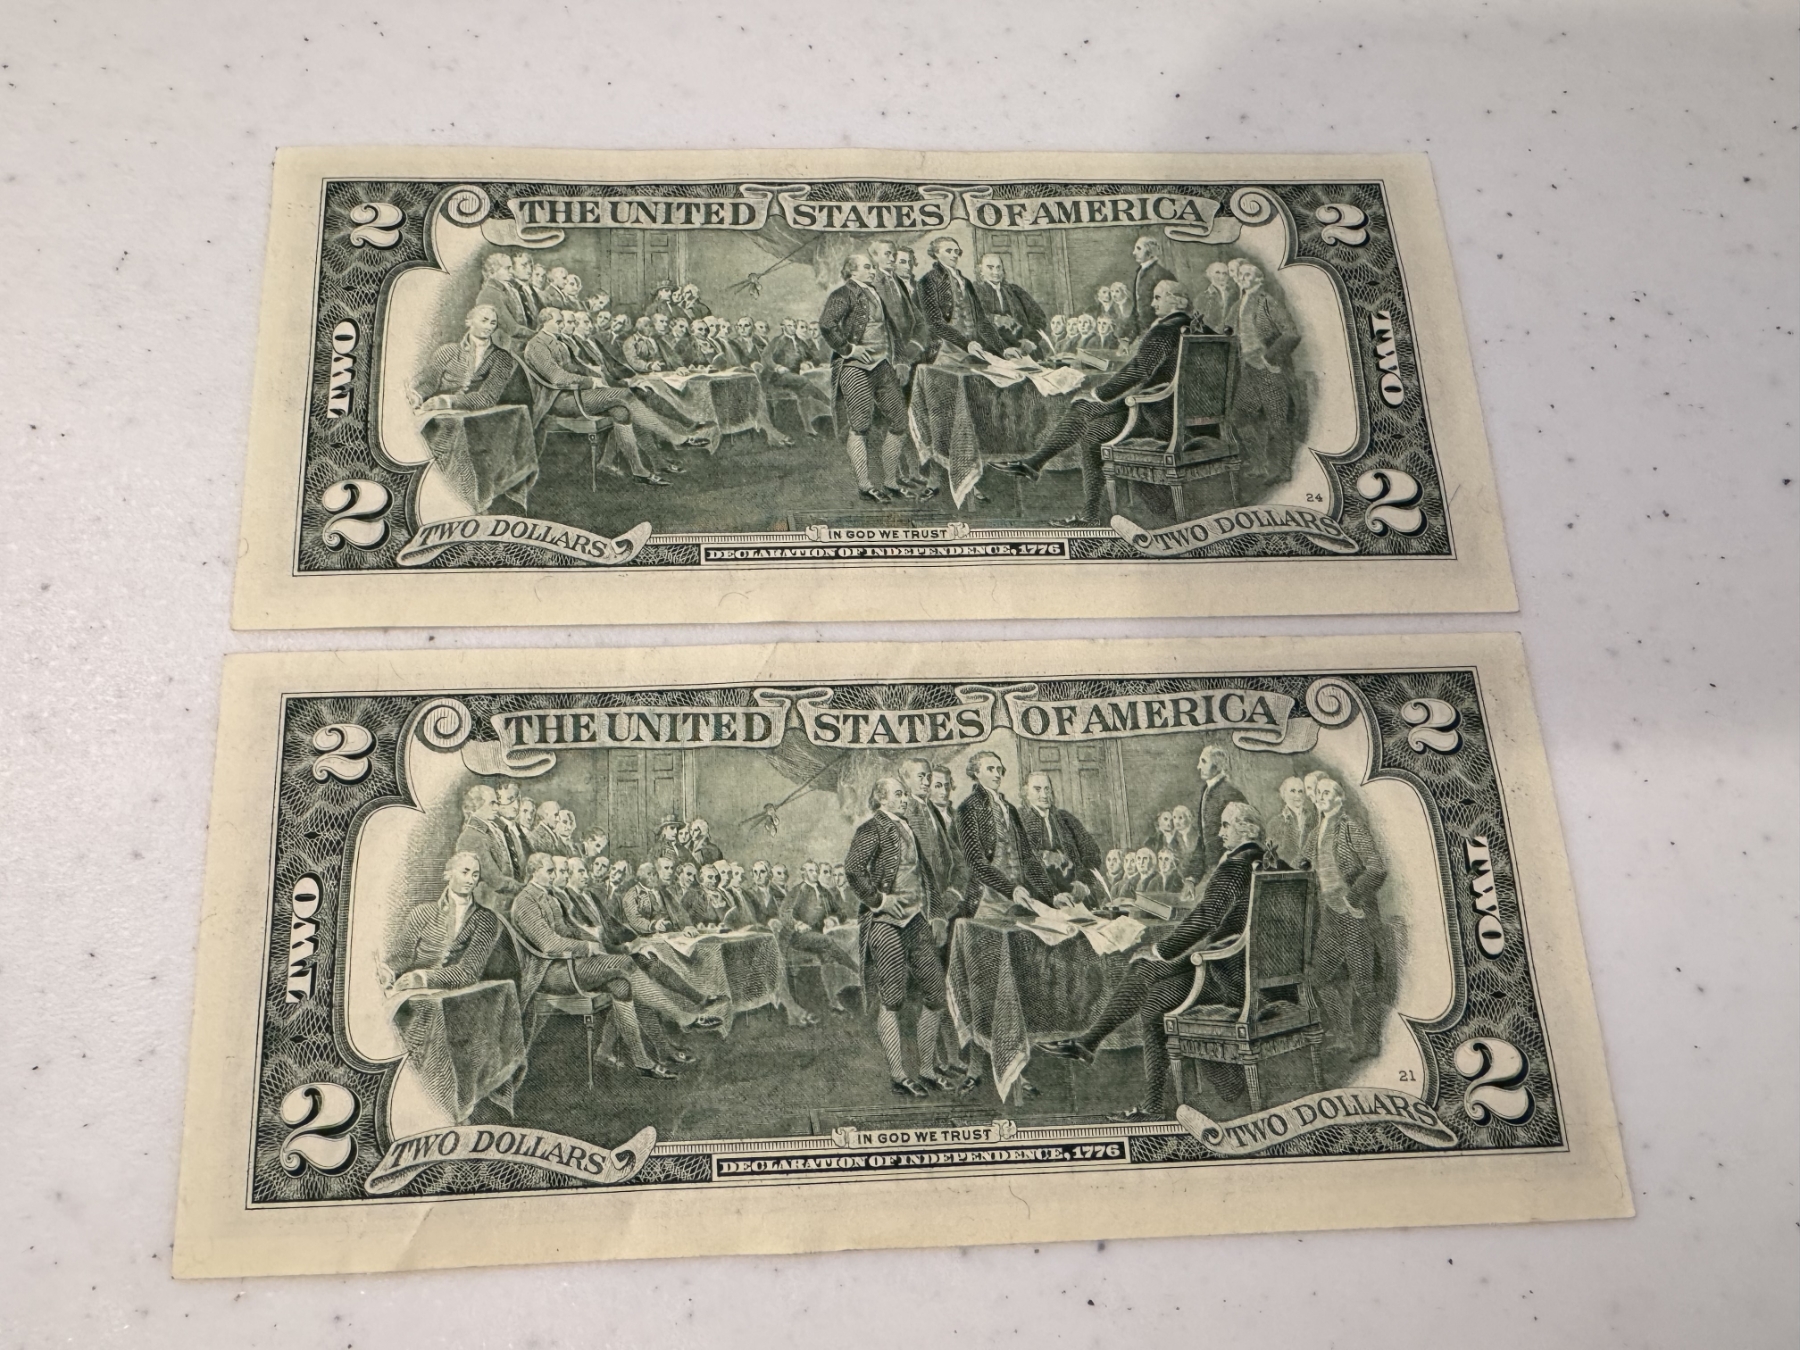 2 THE UNITED STATES OF AMERICA 2
TWO TWO
24
2 TWO DOLLARS IN GOD WE TRUST TWO DOLLARS 2
DECLARATION OF INDEPENDENCE, 1776
2 THE UNITED STATES OF AMERICA 2
TWO TWO
21
2 TWO DOLLARS IN GOD WE TRUST TWO DOLLARS 2
DECLARATION OF INDEPENDENCE, 1776